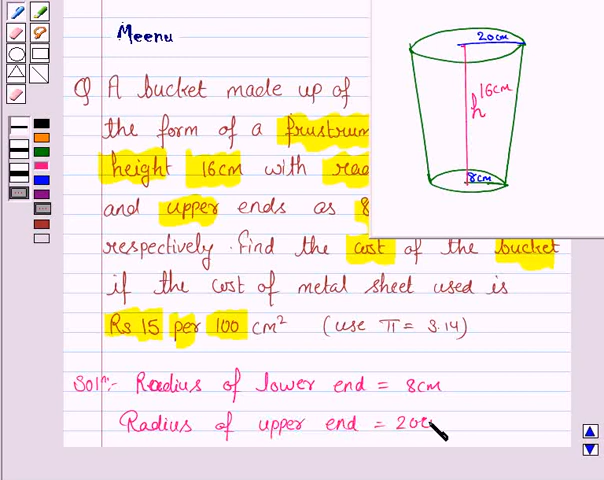 Meenu
Q A bucket made up of
the form of a frustrum
height 16cm with
and upper ends as 8
respectively. Find the cost of the bucket
if the cost of metal sheet used is
Rs 15 per 100 cm² (use π = 3.14)
Solⁿ:- Radius of lower end = 8cm
Radius of upper end = 20c
20cm
16cm
h
8cm